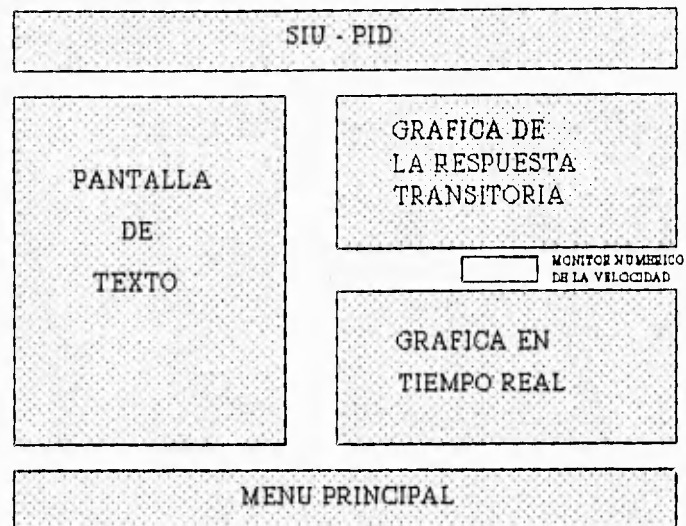 SIU - PID
PANTALLA
DE
TEXTO
GRAFICA DE
LA RESPUESTA
TRANSITORIA
MONITOR NUMERICO
DE LA VELOCIDAD
GRAFICA EN
TIEMPO REAL
MENU PRINCIPAL